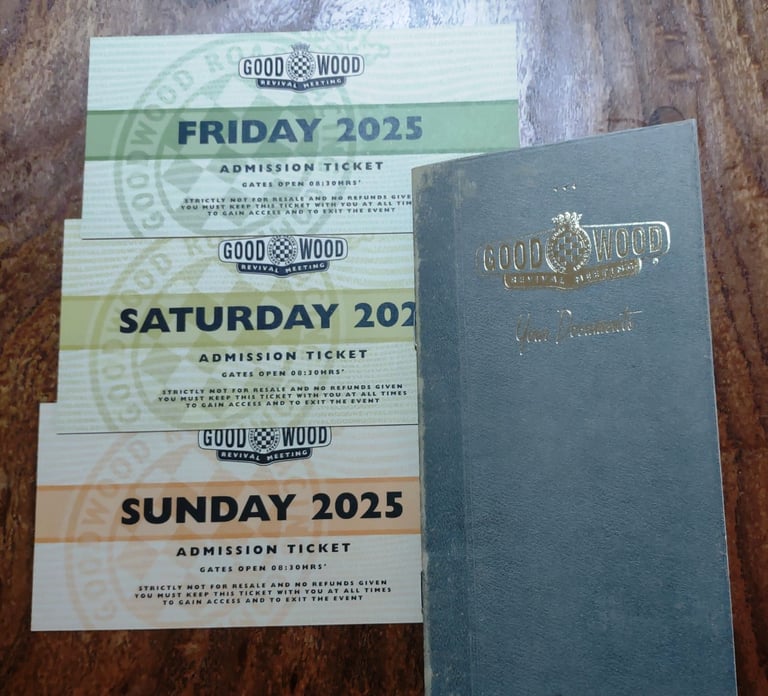 GOODWOOD
REVIVAL MEETING
FRIDAY 2025
ADMISSION TICKET
GATES OPEN 08:30HRS'
STRICTLY NOT FOR RESALE AND NO REFUNDS GIVEN
YOU MUST KEEP THIS TICKET WITH YOU AT ALL TIM
TO GAIN ACCESS AND TO EXIT THE EVENT
GOODWOOD
REVIVAL MEETING
SATURDAY 202
ADMISSION TICKET
GATES OPEN 08:30HRS'
STRICTLY NOT FOR RESALE AND NO REFUNDS GIVEN
YOU MUST KEEP THIS TICKET WITH YOU AT ALL TIMES
TO GAIN ACCESS AND TO EXIT THE EVENT
GOODWOOD
REVIVAL MEETING
SUNDAY 2025
ADMISSION TICKET
GATES OPEN 08:30HRS'
STRICTLY NOT FOR RESALE AND NO REFUNDS GIVEN
YOU MUST KEEP THIS TICKET WITH YOU AT ALL TIMES
TO GAIN ACCESS AND TO EXIT THE EVENT
GOODWOOD
REVIVAL MEETING
Your Documents